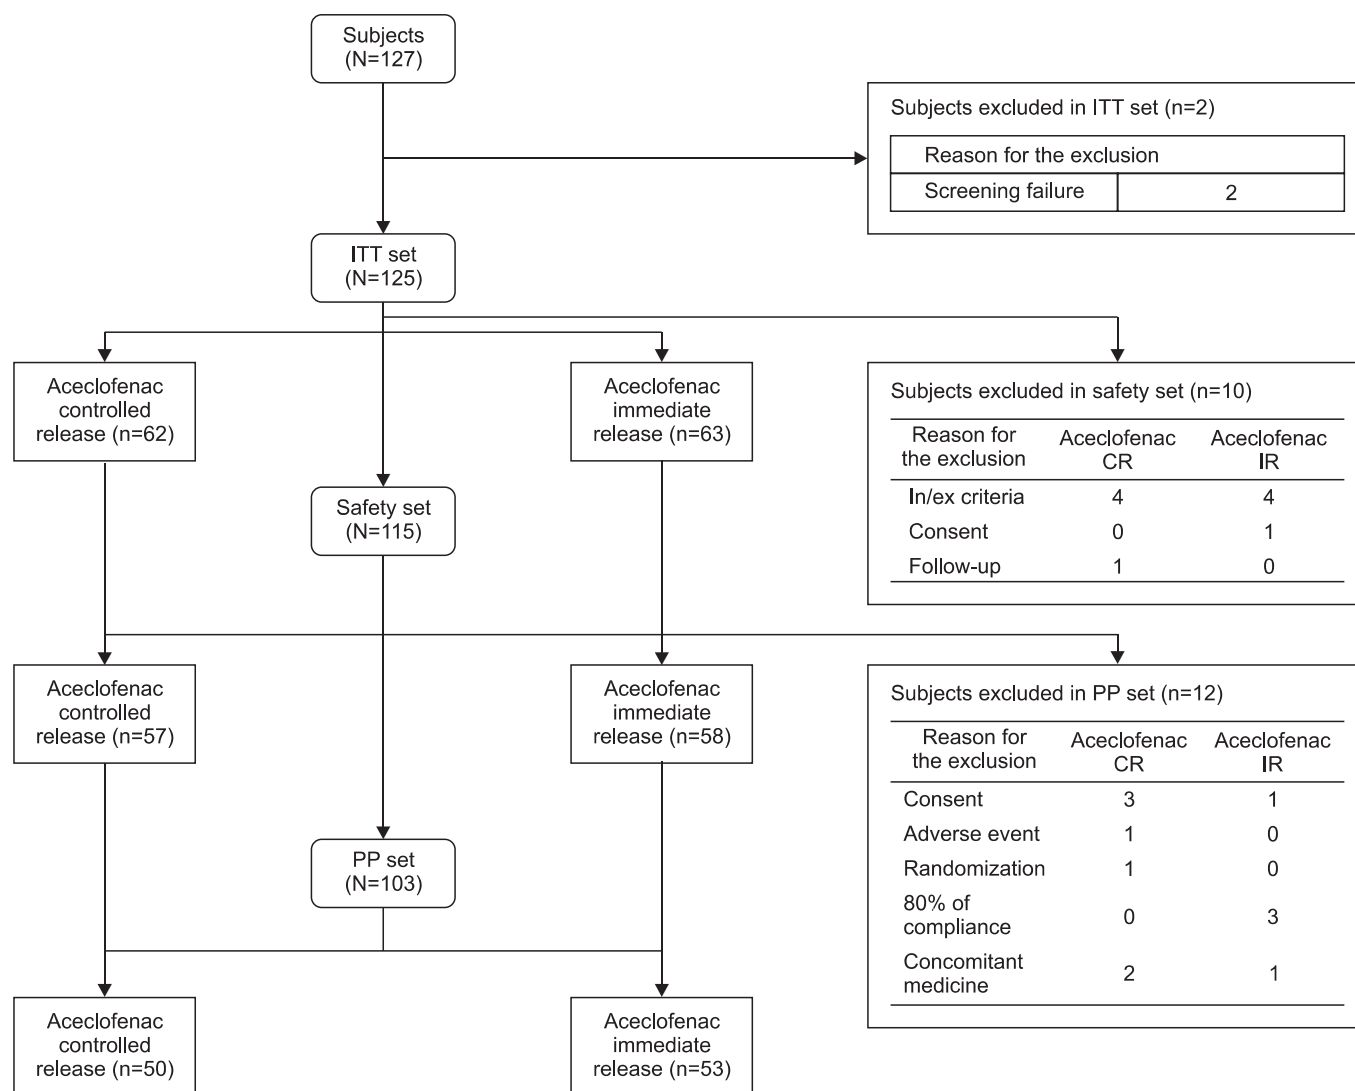 Subjects
(N=127)
Subjects excluded in ITT set (n=2)
Reason for the exclusion
Screening failure 2
ITT set
(N=125)
Aceclofenac
controlled
release (n=62)
Aceclofenac
immediate
release (n=63)
Subjects excluded in safety set (n=10)
Reason for
the exclusion
Aceclofenac
CR
Aceclofenac
IR
In/ex criteria 4 4
Consent 0 1
Follow-up 1 0
Safety set
(N=115)
Aceclofenac
controlled
release (n=57)
Aceclofenac
immediate
release (n=58)
Subjects excluded in PP set (n=12)
Reason for
the exclusion
Aceclofenac
CR
Aceclofenac
IR
Consent 3 1
Adverse event 1 0
Randomization 1 0
80% of
compliance 0 3
Concomitant
medicine 2 1
PP set
(N=103)
Aceclofenac
controlled
release (n=50)
Aceclofenac
immediate
release (n=53)